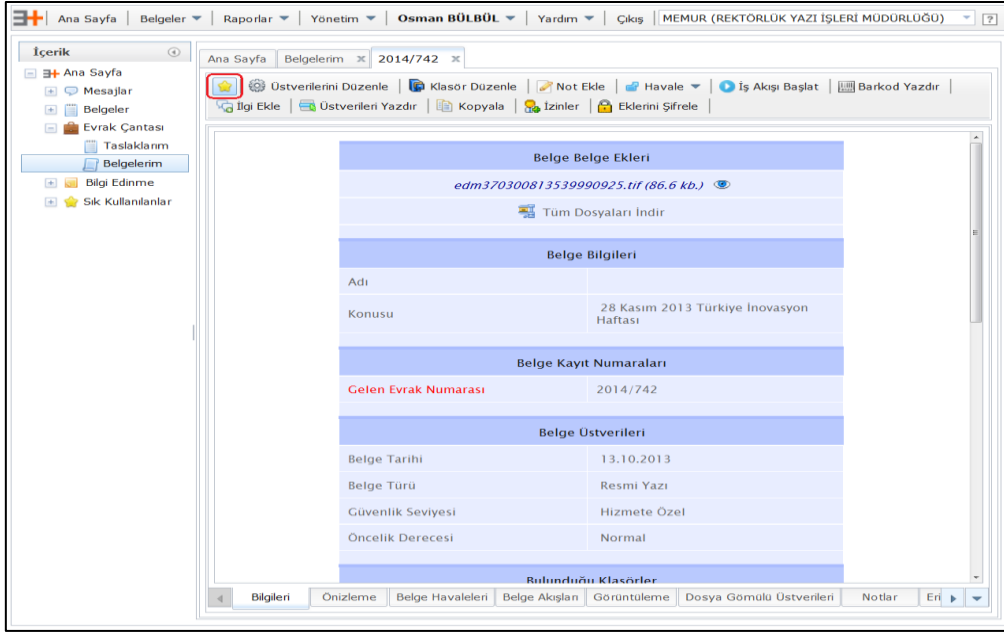 Ana Sayfa Belgeler Raporlar Yönetim Osman BÜLBÜL Yardım Çıkış MEMUR (REKTÖRLÜK YAZI İŞLERİ MÜDÜRLÜĞÜ) ?
İçerik
Ana Sayfa
Mesajlar
Belgeler
Evrak Çantası
Taslaklarım
Belgelerim
Bilgi Edinme
Sık Kullanılanlar
Ana Sayfa Belgelerim x 2014/742 x
Üstverilerini Düzenle Klasör Düzenle Not Ekle Havale İş Akışı Başlat Barkod Yazdır
İlgi Ekle Üstverileri Yazdır Kopyala İzinler Eklerini Şifrele
Belge Belge Ekleri
edm370300813539990925.tif (86.6 kb.)
Tüm Dosyaları İndir
Belge Bilgileri
Adı
Konusu 28 Kasım 2013 Türkiye İnovasyon
Haftası
Belge Kayıt Numaraları
Gelen Evrak Numarası 2014/742
Belge Üstverileri
Belge Tarihi 13.10.2013
Belge Türü Resmi Yazı
Güvenlik Seviyesi Hizmete Özel
Öncelik Derecesi Normal
Bulunduğu Klasörler
Bilgileri Önizleme Belge Havaleleri Belge Akışları Görüntüleme Dosya Gömülü Üstverileri Notlar Eri